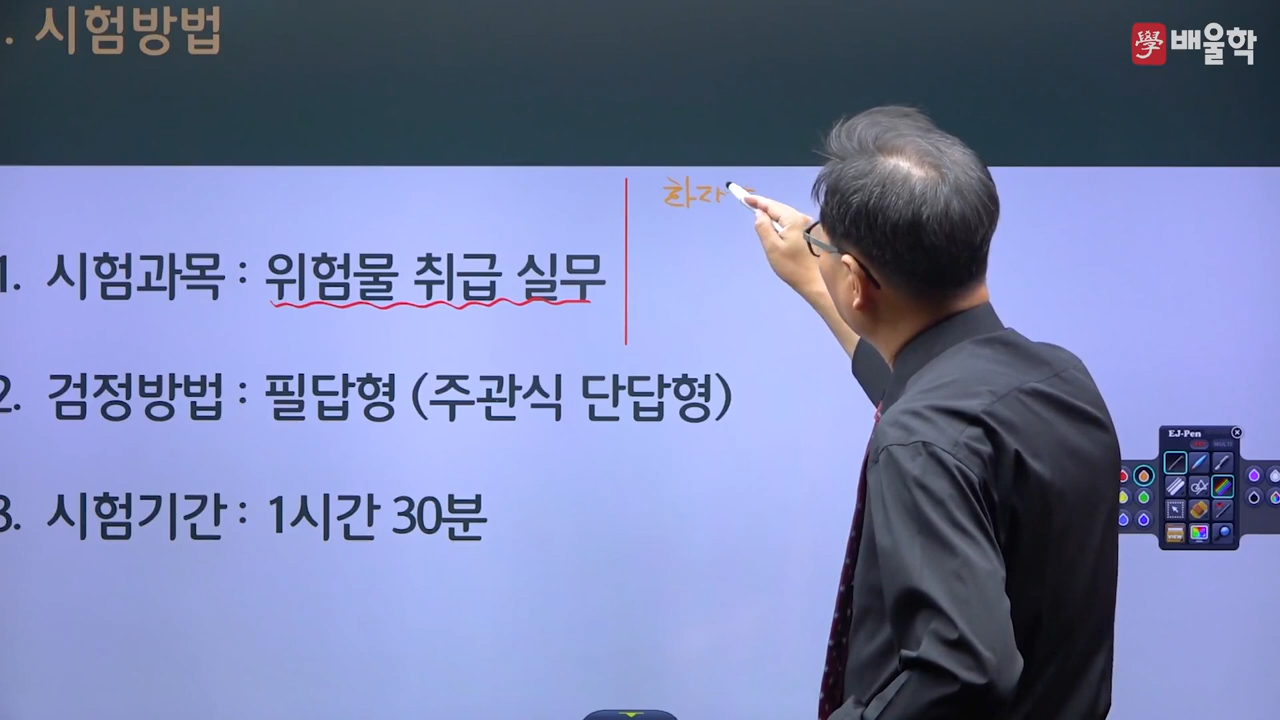 . 시험방법
學 배울학
1. 시험과목 : 위험물 취급 실무
2. 검정방법 : 필답형 (주관식 단답형)
3. 시험기간 : 1시간 30분
EJ-Pen
VIEW